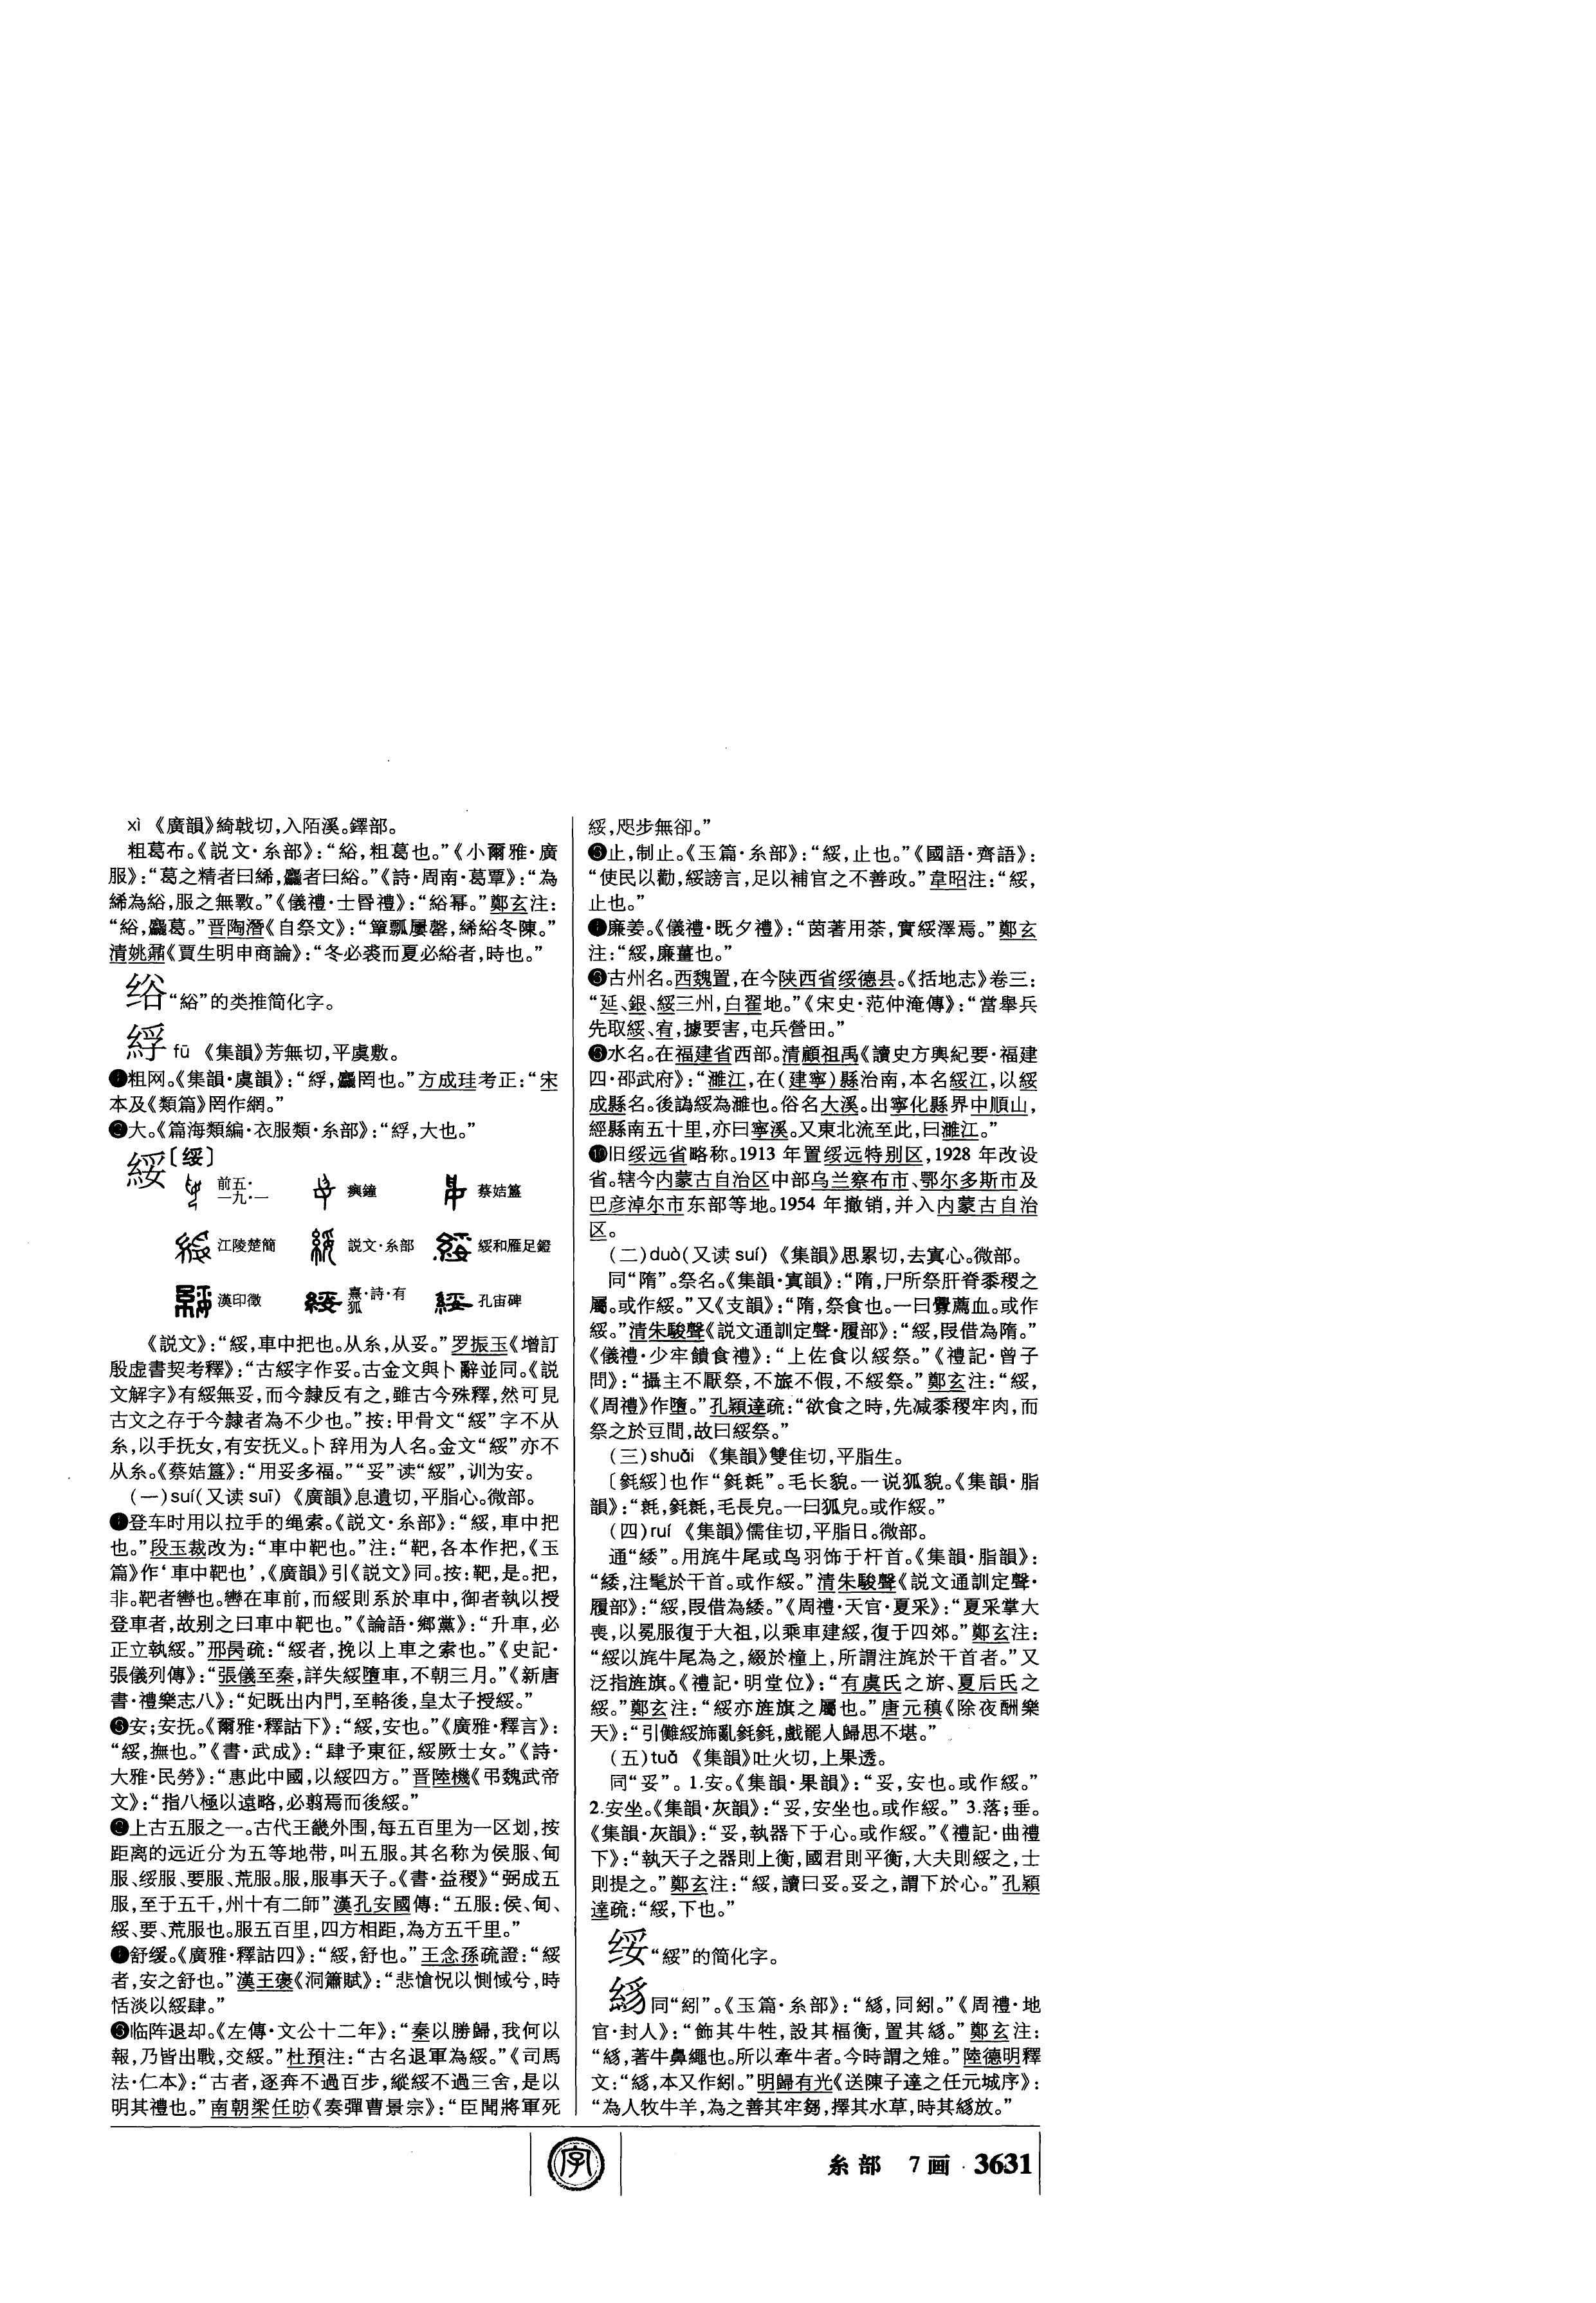 xì 《廣韻》綺戟切，入陌溪。鐸部。
粗葛布。《説文·糸部》：“綌，粗葛也。”《小爾雅·廣
服》：“葛之精者曰絺，麤者曰綌。”《詩·周南·葛覃》：“為
絺為綌，服之無斁。”《儀禮·士昏禮》：“綌幂。”鄭玄注：
“綌，麤葛。”晋陶潛《自祭文》：“簞瓢屢罄，絺綌冬陳。”
清姚鼐《賈生明申商論》：“冬必裘而夏必綌者，時也。”
绤“綌”的类推简化字。
綒 fū 《集韻》芳無切，平虞敷。
❶粗网。《集韻·虞韻》：“綒，麤罔也。”方成珪考正：“宋
本及《類篇》罔作網。”
❷大。《篇海類編·衣服類·糸部》：“綒，大也。”
綏〔绥〕
前五·一九·一 㾓鐘 蔡姞簋
江陵楚簡 説文·糸部 綏和雁足鐙
漢印徵 熹·詩·有狐 孔宙碑
《説文》：“綏，車中把也。从糸，从妥。”罗振玉《增訂
殷虚書契考釋》：“古綏字作妥。古金文與卜辭並同。《説
文解字》有綏無妥，而今隸反有之，雖古今殊釋，然可見
古文之存于今隸者為不少也。”按：甲骨文“綏”字不从
糸，以手抚女，有安抚义。卜辞用为人名。金文“綏”亦不
从糸。《蔡姞簋》：“用妥多福。”“妥”读“綏”，训为安。
（一）suí（又读 suī） 《廣韻》息遺切，平脂心。微部。
❶登车时用以拉手的绳索。《説文·糸部》：“綏，車中把
也。”段玉裁改为：“車中靶也。”注：“靶，各本作把，《玉
篇》作‘車中靶也’，《廣韻》引《説文》同。按：靶，是。把，
非。靶者轡也。轡在車前，而綏則系於車中，御者執以授
登車者，故别之曰車中靶也。”《論語·鄉黨》：“升車，必
正立執綏。”邢昺疏：“綏者，挽以上車之索也。”《史記·
張儀列傳》：“張儀至秦，詳失綏墮車，不朝三月。”《新唐
書·禮樂志八》：“妃既出内門，至輅後，皇太子授綏。”
安；安抚。《爾雅·釋詁下》：“綏，安也。”《廣雅·釋言》：
“綏，撫也。”《書·武成》：“肆予東征，綏厥士女。”《詩·
大雅·民勞》：“惠此中國，以綏四方。”晋陸機《弔魏武帝
文》：“指八極以遠略，必翦焉而後綏。”
上古五服之一。古代王畿外围，每五百里为一区划，按
距离的远近分为五等地带，叫五服。其名称为侯服、甸
服、绥服、要服、荒服。服，服事天子。《書·益稷》“弼成五
服，至于五千，州十有二師”漢孔安國傳：“五服：侯、甸、
綏、要、荒服也。服五百里，四方相距，為方五千里。”
舒缓。《廣雅·釋詁四》：“綏，舒也。”王念孫疏證：“綏
者，安之舒也。”漢王褒《洞簫賦》：“悲愴怳以惻惐兮，時
恬淡以綏肆。”
临阵退却。《左傳·文公十二年》：“秦以勝歸，我何以
報，乃皆出戰，交綏。”杜預注：“古名退軍為綏。”《司馬
法·仁本》：“古者，逐奔不過百步，縱綏不過三舍，是以
明其禮也。”南朝梁任昉《奏彈曹景宗》：“臣聞將軍死
綏，咫步無卻。”
止，制止。《玉篇·糸部》：“綏，止也。”《國語·齊語》：
“使民以勸，綏謗言，足以補官之不善政。”韋昭注：“綏，
止也。”
廉姜。《儀禮·既夕禮》：“茵著用荼，實綏澤焉。”鄭玄
注：“綏，廉薑也。”
古州名。西魏置，在今陕西省绥德县。《括地志》卷三：
“延、銀、綏三州，白翟地。”《宋史·范仲淹傳》：“當舉兵
先取綏、宥，據要害，屯兵營田。”
水名。在福建省西部。清顧祖禹《讀史方輿紀要·福建
四·邵武府》：“濉江，在（建寧）縣治南，本名綏江，以綏
成縣名。後譌綏為濉也。俗名大溪。出寧化縣界中順山，
經縣南五十里，亦曰寧溪。又東北流至此，曰濉江。”
❿旧绥远省略称。1913 年置绥远特别区，1928 年改设
省。辖今内蒙古自治区中部乌兰察布市、鄂尔多斯市及
巴彦淖尔市东部等地。1954 年撤销，并入内蒙古自治
区。
（二）duò（又读 suí） 《集韻》思累切，去寘心。微部。
同“隋”。祭名。《集韻·寘韻》：“隋，尸所祭肝脊黍稷之
屬。或作綏。”又《支韻》：“隋，祭食也。一曰釁薦血。或作
綏。”清朱駿聲《説文通訓定聲·履部》：“綏，叚借為隋。”
《儀禮·少牢饋食禮》：“上佐食以綏祭。”《禮記·曾子
問》：“攝主不厭祭，不旅不假，不綏祭。”鄭玄注：“綏，
《周禮》作墮。”孔穎達疏：“欲食之時，先减黍稷牢肉，而
祭之於豆間，故曰綏祭。”
（三）shuāi 《集韻》雙隹切，平脂生。
〔毵綏〕也作“毵毸”。毛长貌。一说狐貌。《集韻·脂
毛長皃。一曰狐皃。或作綏。”
（四）ruí 《集韻》儒隹切，平脂日。微部。
通“緌”。用旄牛尾或鸟羽饰于杆首。《集韻·脂韻》：
“緌，注髦於干首。或作綏。”清朱駿聲《説文通訓定聲·
履部》：“綏，叚借為緌。”《周禮·天官·夏采》：“夏采掌大
喪，以冕服復于大祖，以乘車建綏，復于四郊。”鄭玄注：
“綏以旄牛尾為之，綴於橦上，所謂注旄於干首者。”又
泛指旌旗。《禮記·明堂位》：“有虞氏之旂、夏后氏之
綏。”鄭玄注：“綏亦旌旗之屬也。”唐元稹《除夜酬樂
天》：“引儺綏斾亂毵毵，戲罷人歸思不堪。”
（五）tuǒ 《集韻》吐火切，上果透。
同“妥”。1.安。《集韻·果韻》：“妥，安也。或作綏。”
2.安坐。《集韻·灰韻》：“妥，安坐也。或作綏。”3.落；垂。
《集韻·灰韻》：“妥，執器下于心。或作綏。”《禮記·曲禮
下》：“執天子之器則上衡，國君則平衡，大夫則綏之，士
則提之。”鄭玄注：“綏，讀曰妥。妥之，謂下於心。”孔穎
達疏：“綏，下也。”
绥“綏”的简化字。
䋀同“紖”。《玉篇·糸部》：“䋀，同紖。”《周禮·地
官·封人》：“飾其牛牲，設其楅衡，置其䋀。”鄭玄注：
“䋀，著牛鼻繩也。所以牽牛者。今時謂之雉。”陸德明釋
文：“䋀，本又作紖。”明歸有光《送陳子達之任元城序》：
“為人牧牛羊，為之善其牢芻，擇其水草，時其䋀放。”
字
糸部 7画 3631